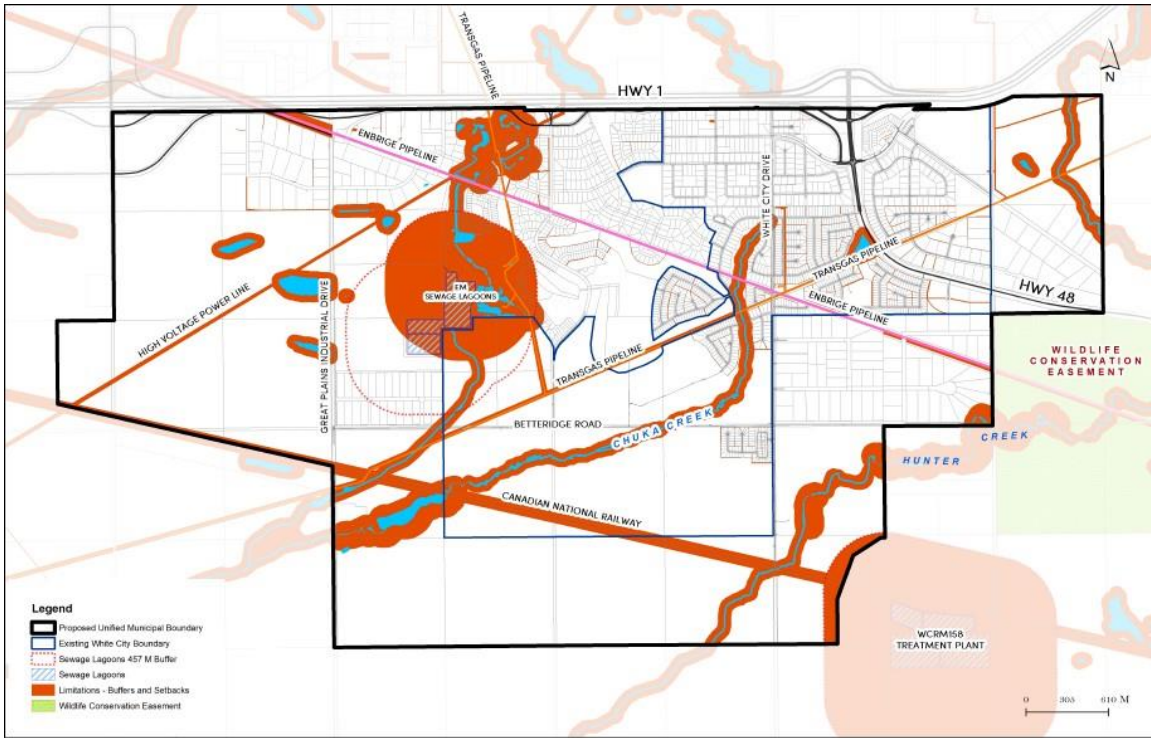 TRANSGAS PIPELINE
HWY 1
N
ENBRIGE PIPELINE
WHITE CITY DRIVE
EM
SEWAGE LAGOONS
TRANSGAS PIPELINE
HWY 48
HIGH VOLTAGE POWER LINE
GREAT PLAINS INDUSTRIAL DRIVE
ENBRIGE PIPELINE
WILDLIFE
CONSERVATION
EASEMENT
TRANSGAS PIPELINE
BETTERIDGE ROAD
CHUKA CREEK
HUNTER
CREEK
CANADIAN NATIONAL RAILWAY
WCRM158
TREATMENT PLANT
Legend
Proposed Unified Municipal Boundary
Existing White City Boundary
Sewage Lagoons 457 M Buffer
Sewage Lagoons
Limitations - Buffers and Setbacks
Wildlife Conservation Easement
0 305 610 M